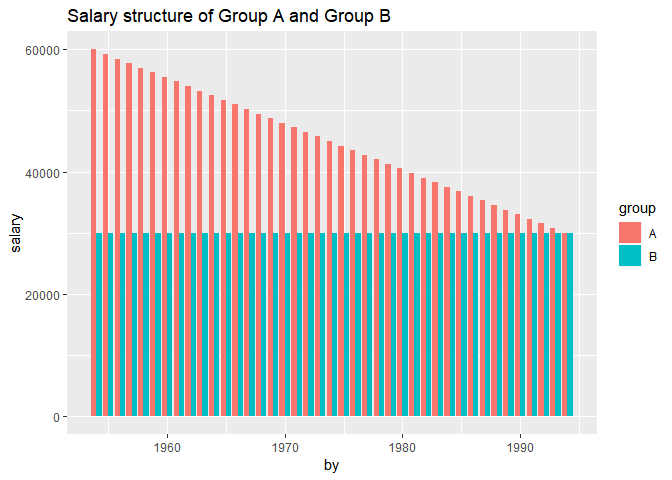 Salary structure of Group A and Group B
60000
40000
20000
0
salary
1960 1970 1980 1990
by
group
A
B